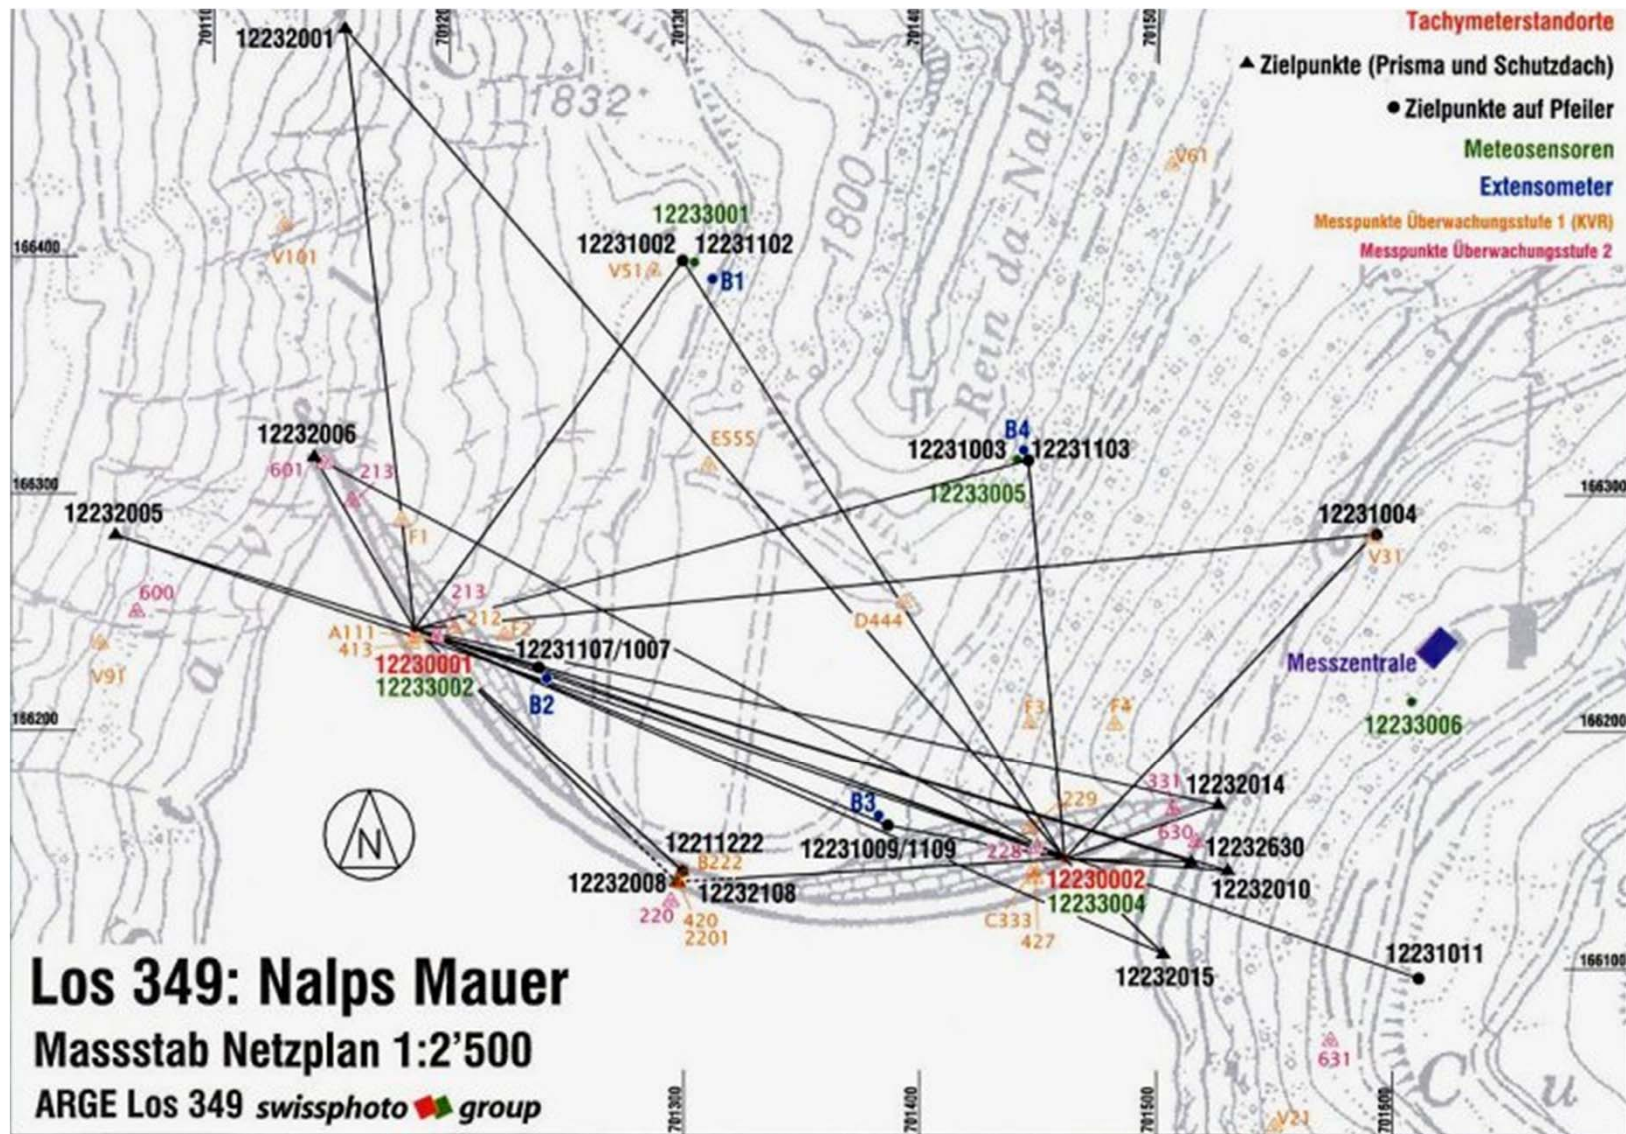 Tachymeterstandorte
▲ Zielpunkte (Prisma und Schutzdach)
● Zielpunkte auf Pfeiler
Meteosensoren
Extensometer
Messpunkte Überwachungsstufe 1 (KVR)
Messpunkte Überwachungsstufe 2
12232001
1832
1800
Rein da Nalps
V61
12233001
12231002 12231102
V51
B1
V101
166400
E555
B4
12231003 12231103
12233005
12232006
601
213
166300
12232005
F1
12231004
V31
600
213
212
F2
A111
413
V91
12230001
12233002
12231107/1007
B2
D444
Messzentrale
12233006
166200
166300
166200
F3
F4
331
12232014
229
B3
630
12232630
228
12231009/1109
12211222
B222
12232008
12232108
220
420
2201
12230002
12233004
12232010
C333
427
12232015
12231011
166100
631
V21
N
Los 349: Nalps Mauer
Massstab Netzplan 1:2'500
ARGE Los 349 swissphoto group
701300
701400
701500
701600